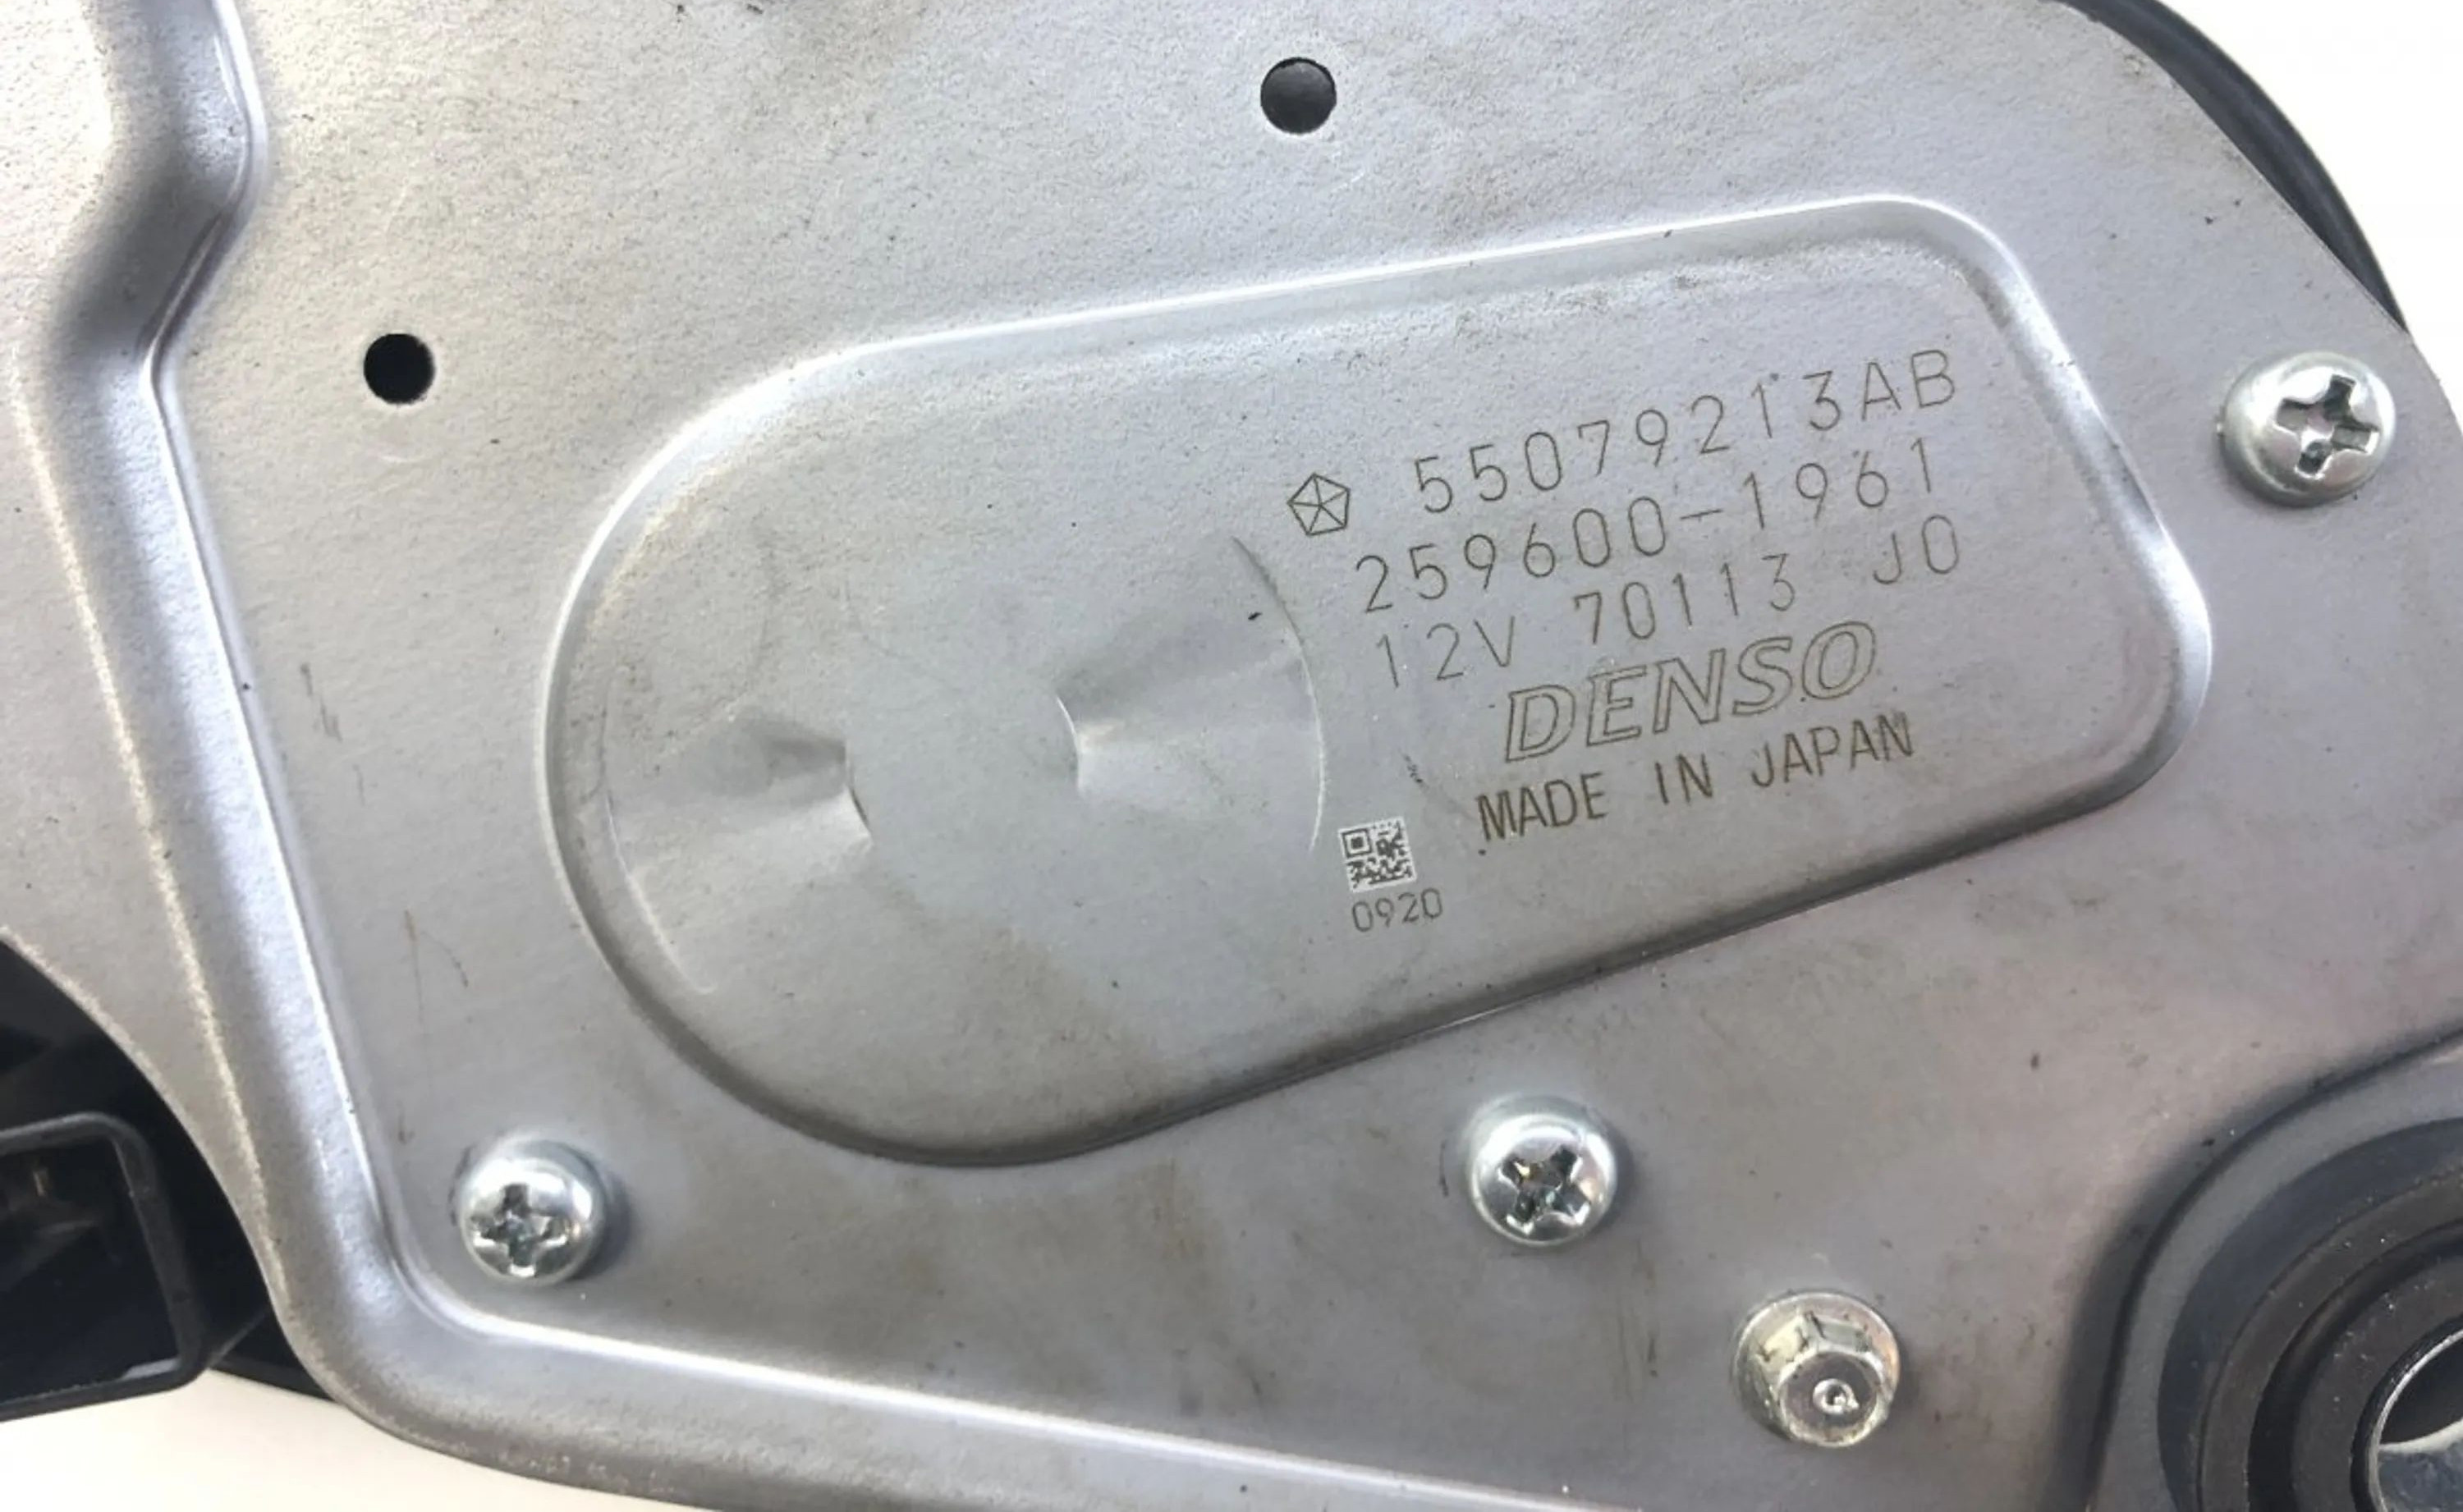 55079213AB
259600-1961
12V 70113 J0
DENSO
MADE IN JAPAN
0920